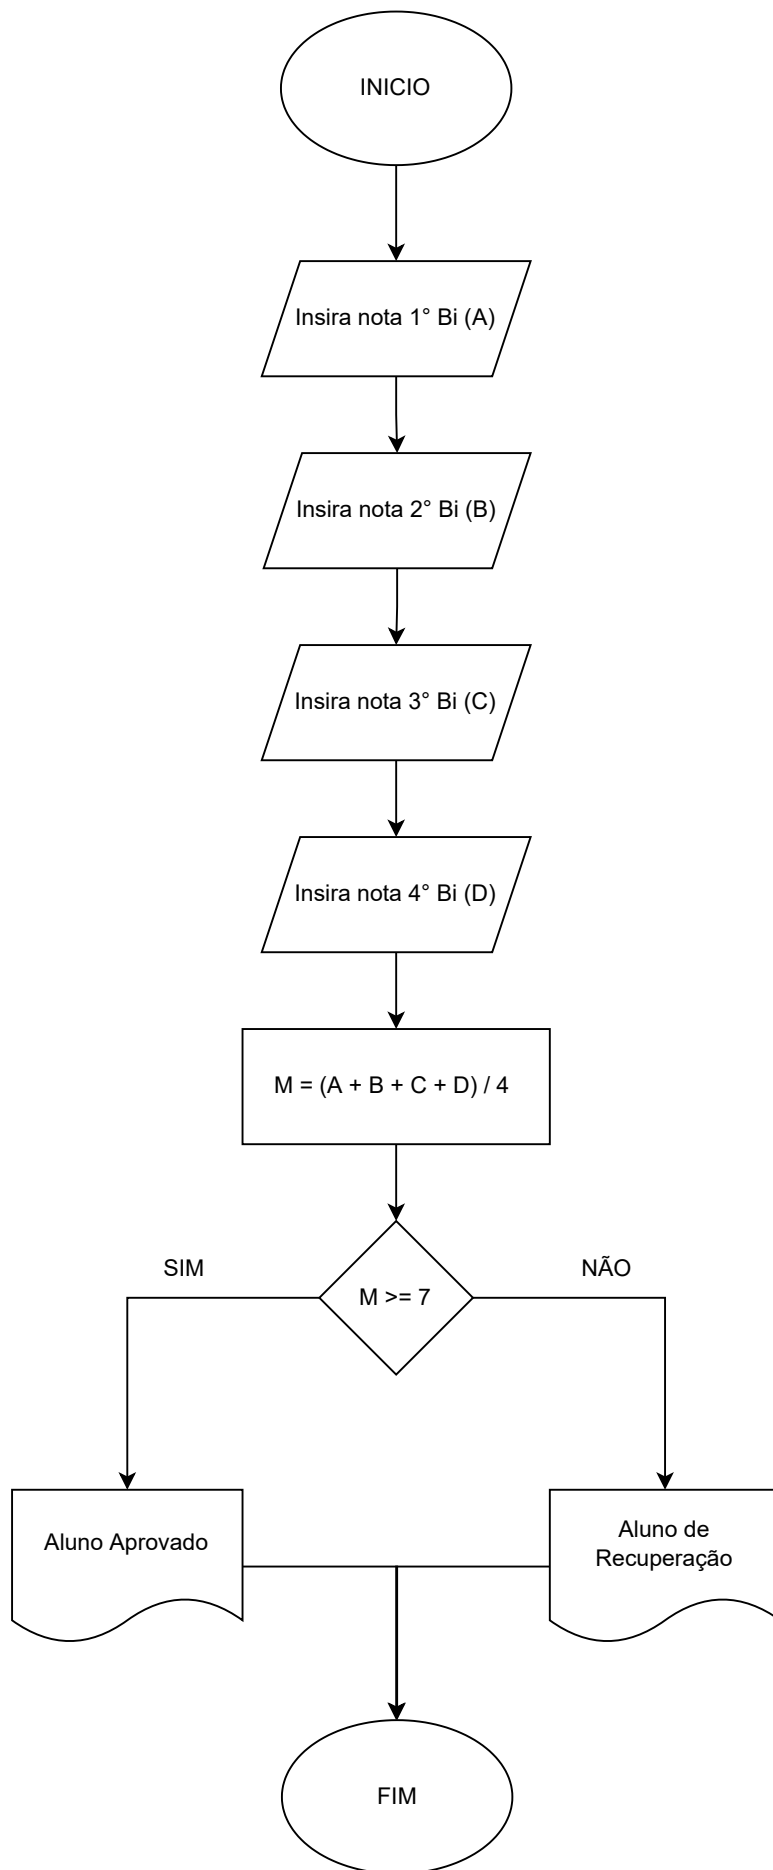 INICIO
Insira nota 1° Bi (A)
Insira nota 2° Bi (B)
Insira nota 3° Bi (C)
Insira nota 4° Bi (D)
M = (A + B + C + D) / 4
SIM
NÃO
M >= 7
Aluno Aprovado
Aluno de
Recuperação
FIM